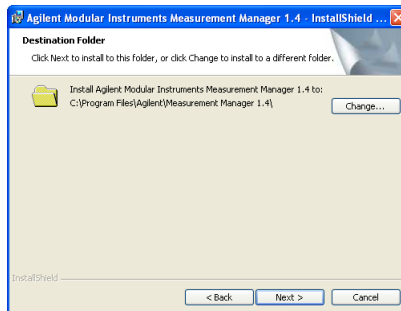 Agilent Modular Instruments Measurement Manager 1.4 - InstallShield ...
Destination Folder
Click Next to install to this folder, or click Change to install to a different folder.
Install Agilent Modular Instruments Measurement Manager 1.4 to:
C:\Program Files\Agilent\Measurement Manager 1.4\
Change...
InstallShield
< Back
Next >
Cancel